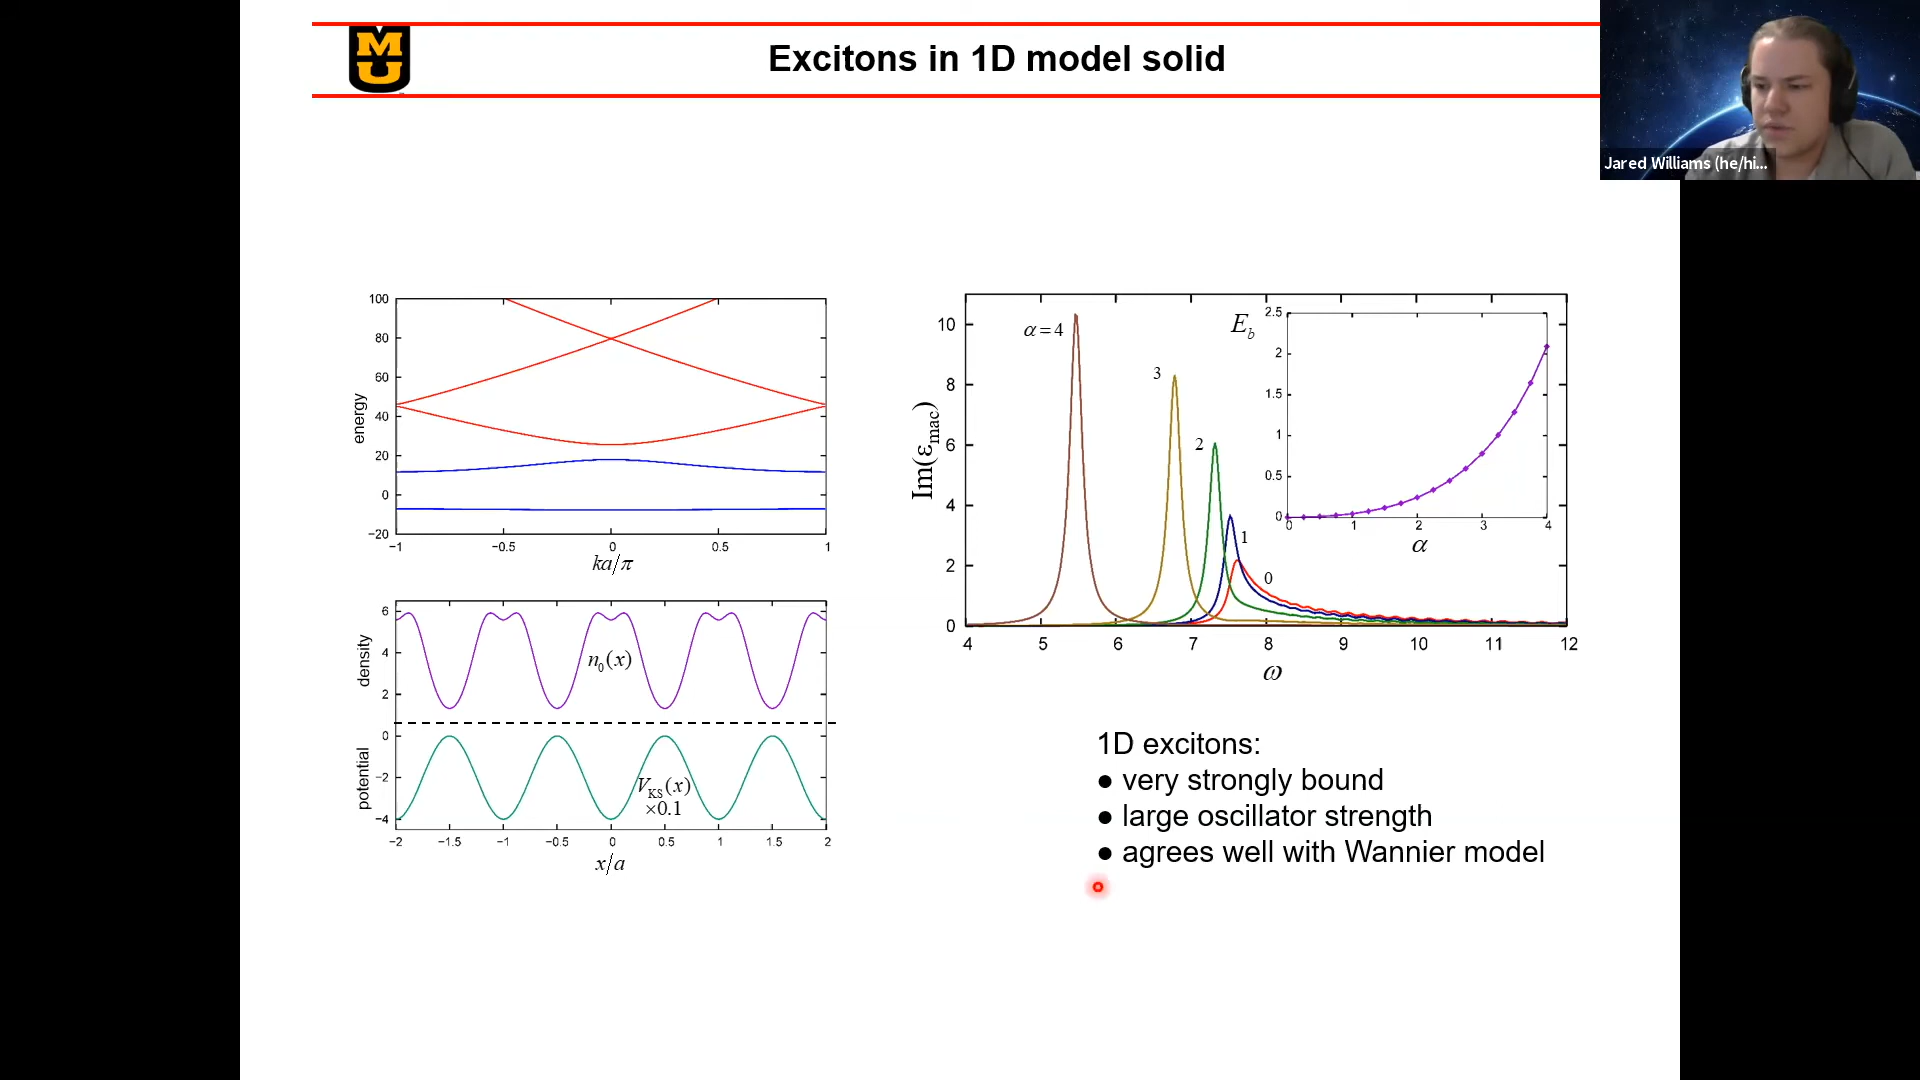 MU
Excitons in 1D model solid
Jared Williams (he/hi...
100
80
60
40
20
0
−20
energy
−1 −0.5 0 0.5 1
ka/π
6
4
2
density
n₀(x)
0
−2
−4
potential
V_KS(x)
×0.1
−2 −1.5 −1 −0.5 0 0.5 1 1.5 2
x/a
10
8
6
4
2
0
Im(ε_mac)
α=4
3
2
1
0
4 5 6 7 8 9 10 11 12
ω
E_b
2.5
2
1.5
1
0.5
0
0 1 2 3 4
α
1D excitons:
● very strongly bound
● large oscillator strength
● agrees well with Wannier model